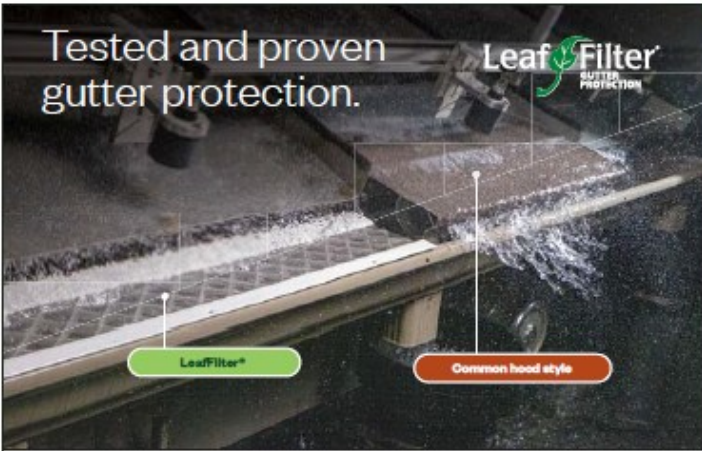 Tested and proven
gutter protection.
LeafFilter®
GUTTER
PROTECTION
LeafFilter®
Common hood style